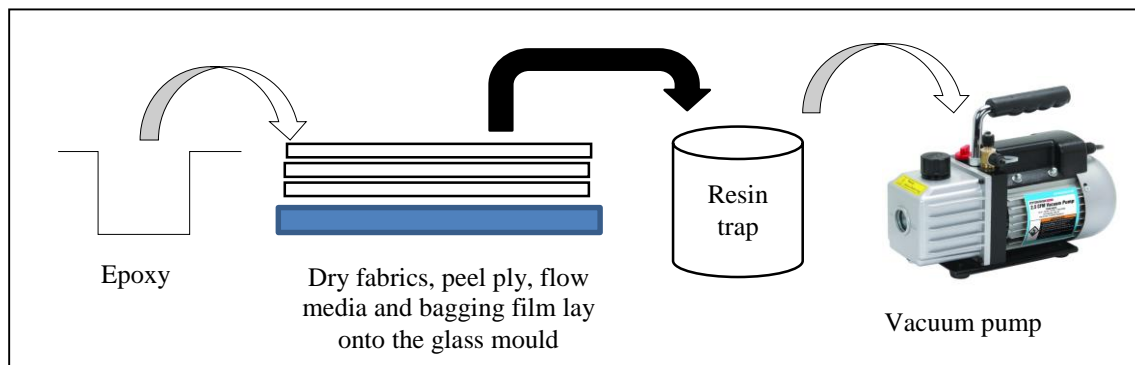 Epoxy
Dry fabrics, peel ply, flow
media and bagging film lay
onto the glass mould
Resin
trap
Vacuum pump